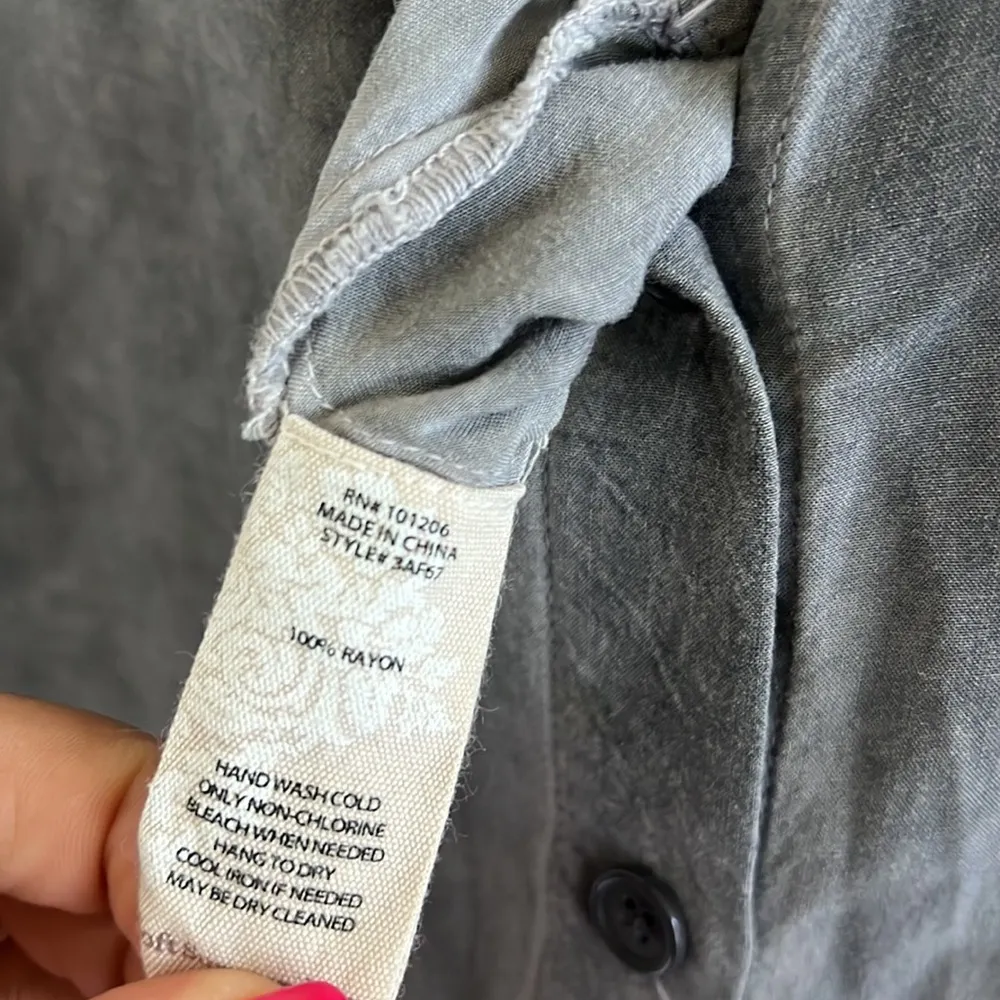 RN# 101206
MADE IN CHINA
STYLE# 3AF67
100% RAYON
HAND WASH COLD
ONLY NON-CHLORINE
BLEACH WHEN NEEDED
HANG TO DRY
COOL IRON IF NEEDED
MAY BE DRY CLEANED